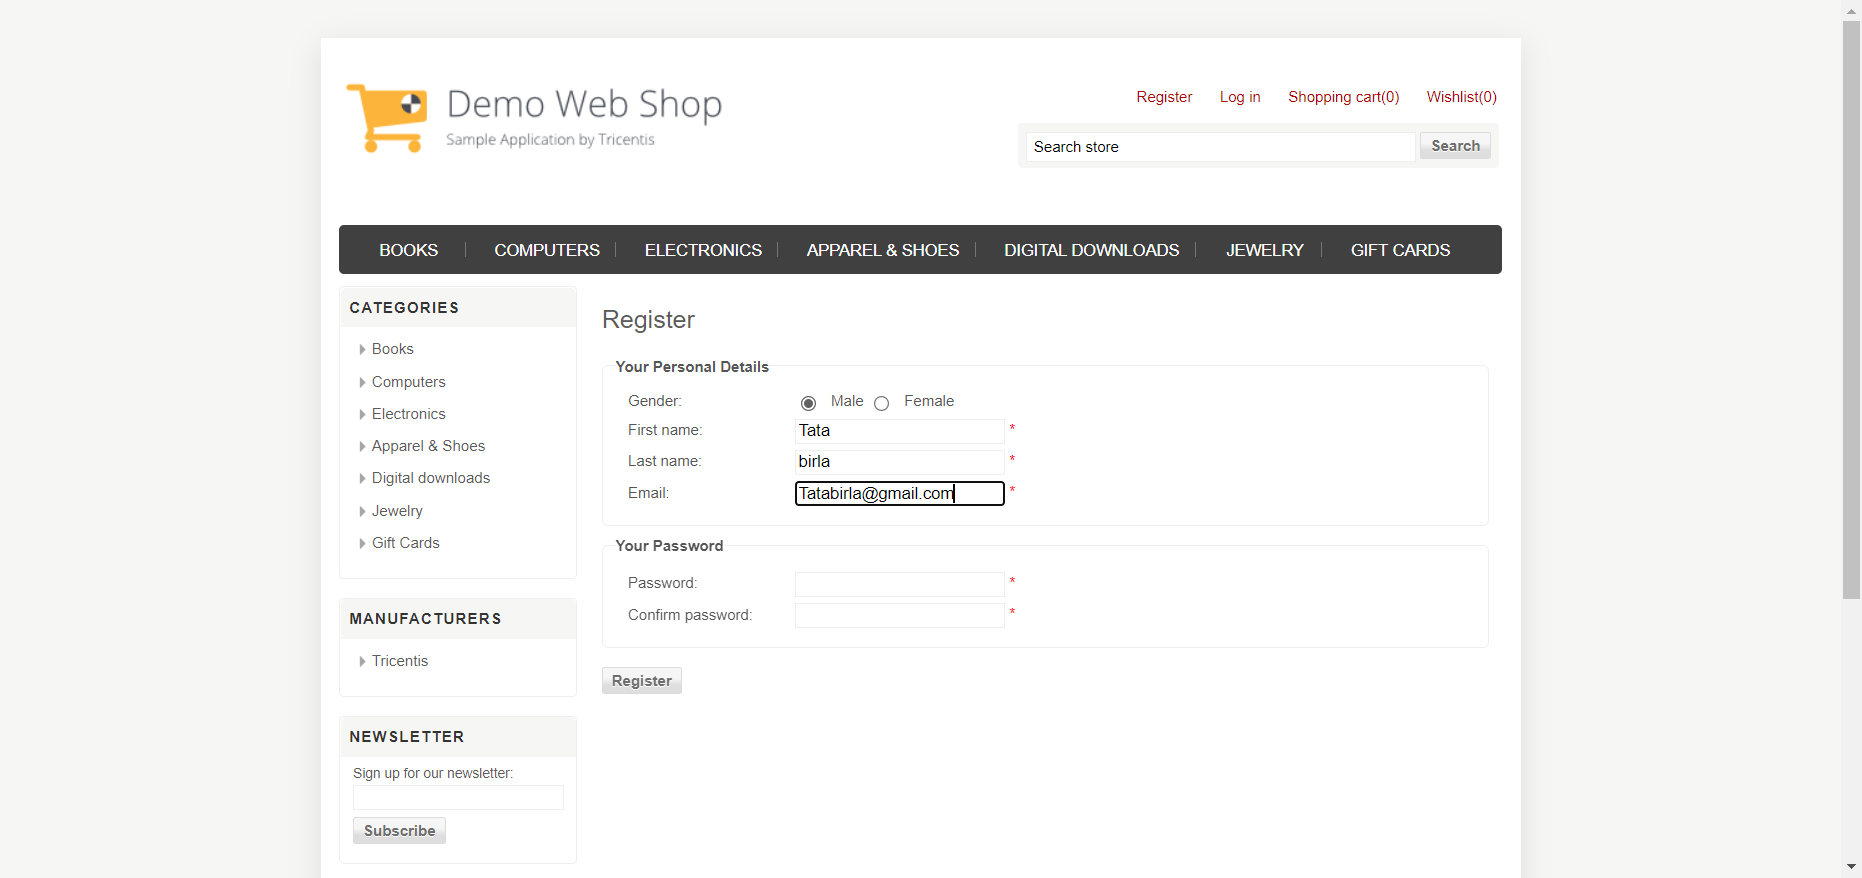 Demo Web Shop
Sample Application by Tricentis
Register Log in Shopping cart(0) Wishlist(0)
Search store Search
BOOKS COMPUTERS ELECTRONICS APPAREL & SHOES DIGITAL DOWNLOADS JEWELRY GIFT CARDS
CATEGORIES
Books
Computers
Electronics
Apparel & Shoes
Digital downloads
Jewelry
Gift Cards
MANUFACTURERS
Tricentis
NEWSLETTER
Sign up for our newsletter:
Subscribe
Register
Your Personal Details
Gender: Male Female
First name: Tata *
Last name: birla *
Email: Tatabirla@gmail.com *
Your Password
Password: *
Confirm password: *
Register